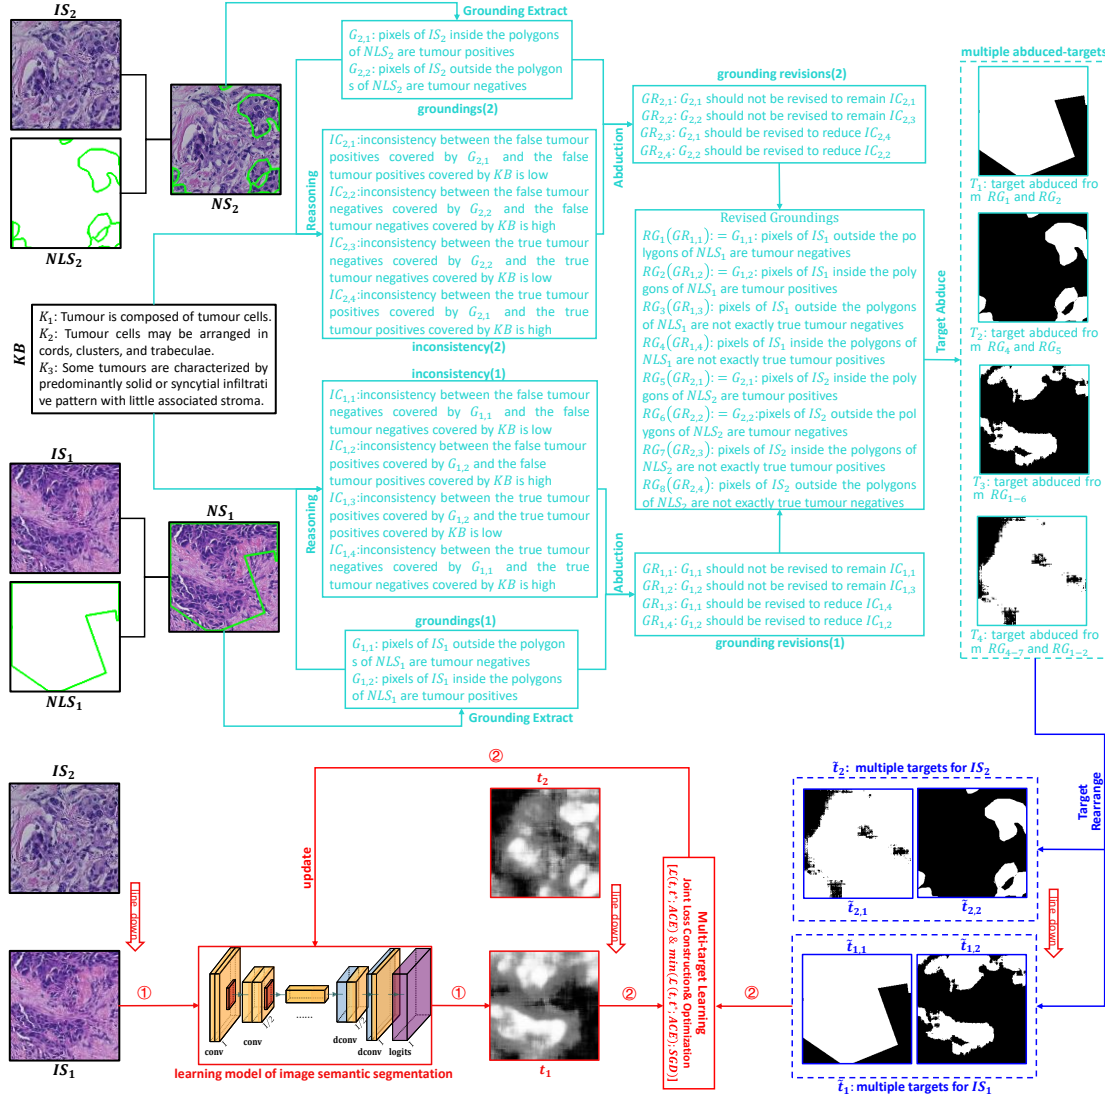 IS₂
Grounding Extract
G₂,₁: pixels of IS₂ inside the polygons
of NLS₂ are tumour positives
G₂,₂: pixels of IS₂ outside the polygon
s of NLS₂ are tumour negatives
groundings(2)
NS₂
NLS₂
Reasoning
IC₂,₁:inconsistency between the false tumour
positives covered by G₂,₁ and the false
tumour positives covered by KB is low
IC₂,₂:inconsistency between the false tumour
negatives covered by G₂,₂ and the false
tumour negatives covered by KB is high
IC₂,₃:inconsistency between the true tumour
negatives covered by G₂,₂ and the true
tumour negatives covered by KB is low
IC₂,₄:inconsistency between the true tumour
positives covered by G₂,₁ and the true
tumour positives covered by KB is high
inconsistency(2)
Abduction
grounding revisions(2)
GR₂,₁: G₂,₁ should not be revised to remain IC₂,₁
GR₂,₂: G₂,₂ should not be revised to remain IC₂,₃
GR₂,₃: G₂,₁ should be revised to reduce IC₂,₄
GR₂,₄: G₂,₂ should be revised to reduce IC₂,₂
Revised Groundings
RG₁(GR₁,₁): = G₁,₁: pixels of IS₁ outside the po
lygons of NLS₁ are tumour negatives
RG₂(GR₁,₂): = G₁,₂: pixels of IS₁ inside the poly
gons of NLS₁ are tumour positives
RG₃(GR₁,₃): pixels of IS₁ outside the polygons
of NLS₁ are not exactly true tumour negatives
RG₄(GR₁,₄): pixels of IS₁ inside the polygons of
NLS₁ are not exactly true tumour positives
RG₅(GR₂,₁): = G₂,₁: pixels of IS₂ inside the poly
gons of NLS₂ are tumour positives
RG₆(GR₂,₂): = G₂,₂:pixels of IS₂ outside the pol
ygons of NLS₂ are tumour negatives
RG₇(GR₂,₃): pixels of IS₂ inside the polygons of
NLS₂ are not exactly true tumour positives
RG₈(GR₂,₄): pixels of IS₂ outside the polygons
of NLS₂ are not exactly true tumour negatives
Target Abduce
multiple abduced-targets
T₁: target abduced fro
m RG₁ and RG₂
T₂: target abduced fro
m RG₄ and RG₅
T₃: target abduced fro
m RG₁₋₆
T₄: target abduced fro
m RG₄₋₇ and RG₁₋₂
KB
K₁: Tumour is composed of tumour cells.
K₂: Tumour cells may be arranged in
cords, clusters, and trabeculae.
K₃: Some tumours are characterized by
predominantly solid or syncytial infiltrative
pattern with little associated stroma.
inconsistency(1)
IC₁,₁:inconsistency between the false tumour
negatives covered by G₁,₁ and the false
tumour negatives covered by KB is low
IC₁,₂:inconsistency between the false tumour
positives covered by G₁,₂ and the false
tumour positives covered by KB is high
IC₁,₃:inconsistency between the true tumour
positives covered by G₁,₂ and the true tumour
positives covered by KB is low
IC₁,₄:inconsistency between the true tumour
negatives covered by G₁,₁ and the true
tumour negatives covered by KB is high
Reasoning
Abduction
IS₁
NS₁
NLS₁
groundings(1)
G₁,₁: pixels of IS₁ outside the polygon
s of NLS₁ are tumour negatives
G₁,₂: pixels of IS₁ inside the polygons
of NLS₁ are tumour positives
Grounding Extract
GR₁,₁: G₁,₁ should not be revised to remain IC₁,₁
GR₁,₂: G₁,₂ should not be revised to remain IC₁,₃
GR₁,₃: G₁,₁ should be revised to reduce IC₁,₄
GR₁,₄: G₁,₂ should be revised to reduce IC₁,₂
grounding revisions(1)
IS₂
②
t₂
update
line down
line down
line down
t̃₂: multiple targets for IS₂
t̃₂,₁
t̃₂,₂
Target
Rearrange
①
conv
conv
1/2
......
dconv
1/2
dconv
logits
learning model of image semantic segmentation
①
t₁
②
Multi-target Learning
Joint Loss Construction& Optimization
[ℒ(t, t*; ACE) & min(ℒ(t, t*; ACE); SGD)]
②
t̃₁,₁
t̃₁,₂
t̃₁: multiple targets for IS₁
IS₁